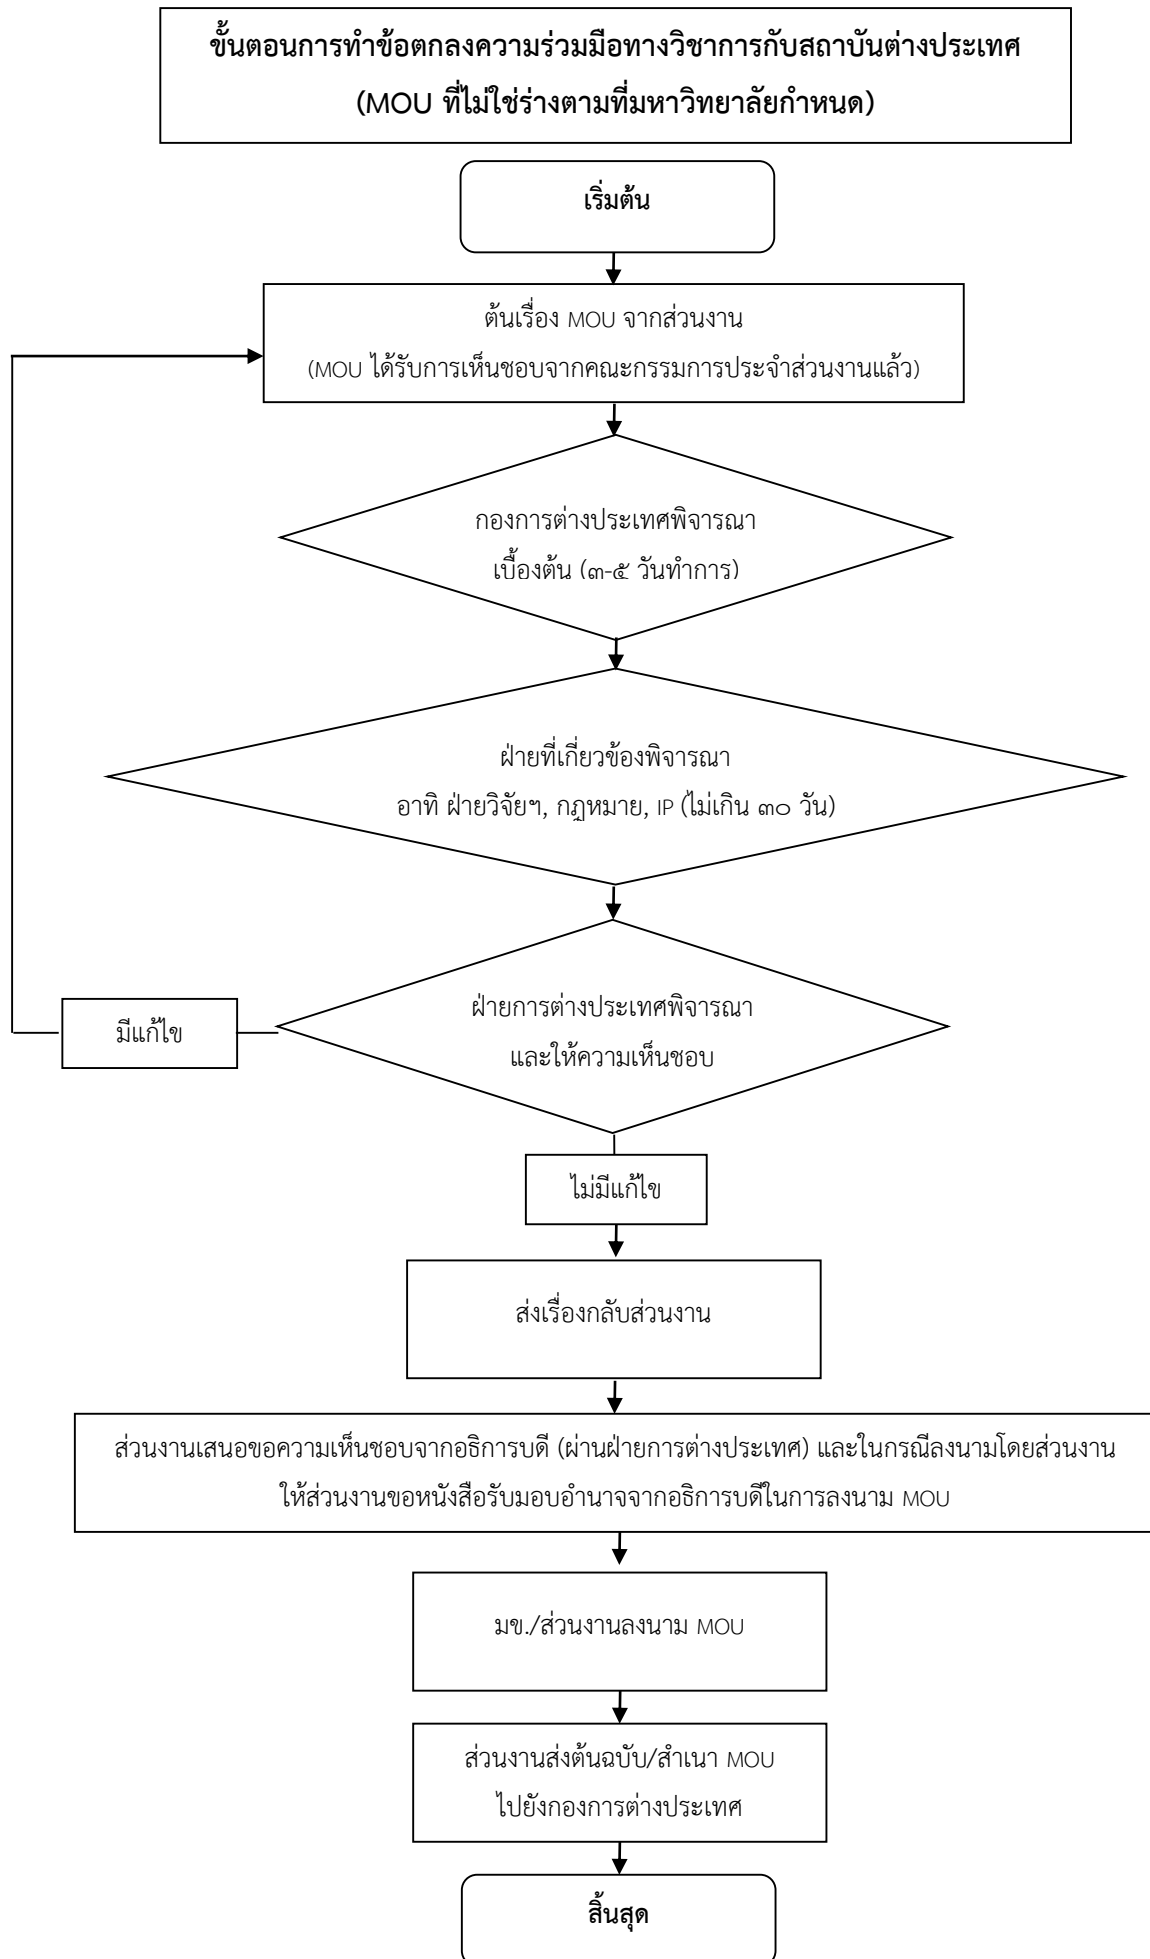 ขั้นตอนการทำข้อตกลงความร่วมมือทางวิชาการกับสถาบันต่างประเทศ
(MOU ที่ไม่ใช่ร่างตามที่มหาวิทยาลัยกำหนด)
เริ่มต้น
ต้นเรื่อง MOU จากส่วนงาน
(MOU ได้รับการเห็นชอบจากคณะกรรมการประจำส่วนงานแล้ว)
กองการต่างประเทศพิจารณา
เบื้องต้น (๓-๕ วันทำการ)
ฝ่ายที่เกี่ยวข้องพิจารณา
อาทิ ฝ่ายวิจัยฯ, กฎหมาย, IP (ไม่เกิน ๓๐ วัน)
ฝ่ายการต่างประเทศพิจารณา
และให้ความเห็นชอบ
มีแก้ไข
ไม่มีแก้ไข
ส่งเรื่องกลับส่วนงาน
ส่วนงานเสนอขอความเห็นชอบจากอธิการบดี (ผ่านฝ่ายการต่างประเทศ) และในกรณีลงนามโดยส่วนงาน
ให้ส่วนงานขอหนังสือรับมอบอำนาจจากอธิการบดีในการลงนาม MOU
มข./ส่วนงานลงนาม MOU
ส่วนงานส่งต้นฉบับ/สำเนา MOU
ไปยังกองการต่างประเทศ
สิ้นสุด